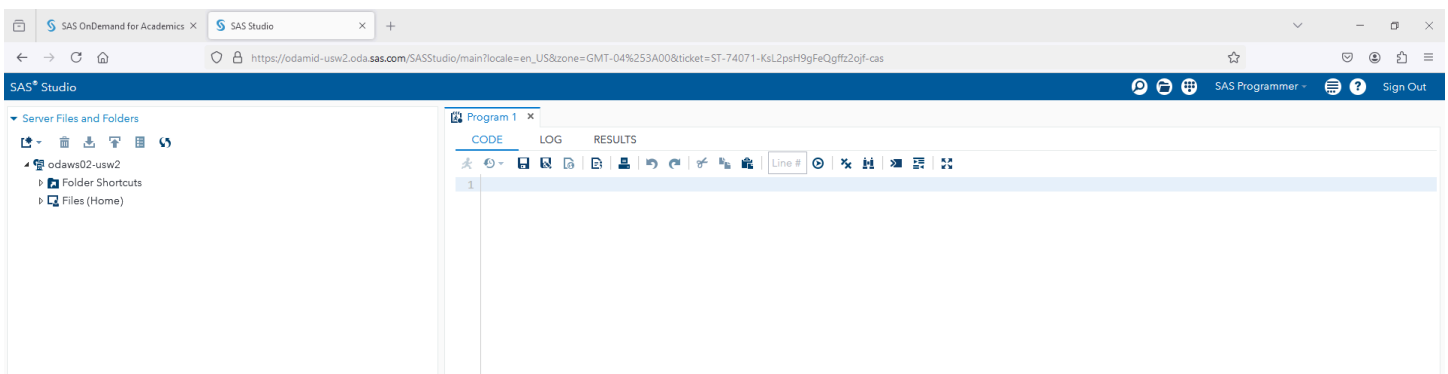 SAS OnDemand for Academics
SAS Studio
https://odamid-usw2.oda.sas.com/SASStudio/main?locale=en_US&zone=GMT-04%253A00&ticket=ST-74071-KsL2psH9gFeQgffz2ojf-cas
SAS® Studio
SAS Programmer
Sign Out
Server Files and Folders
odaws02-usw2
Folder Shortcuts
Files (Home)
Program 1
CODE LOG RESULTS
Line #
1